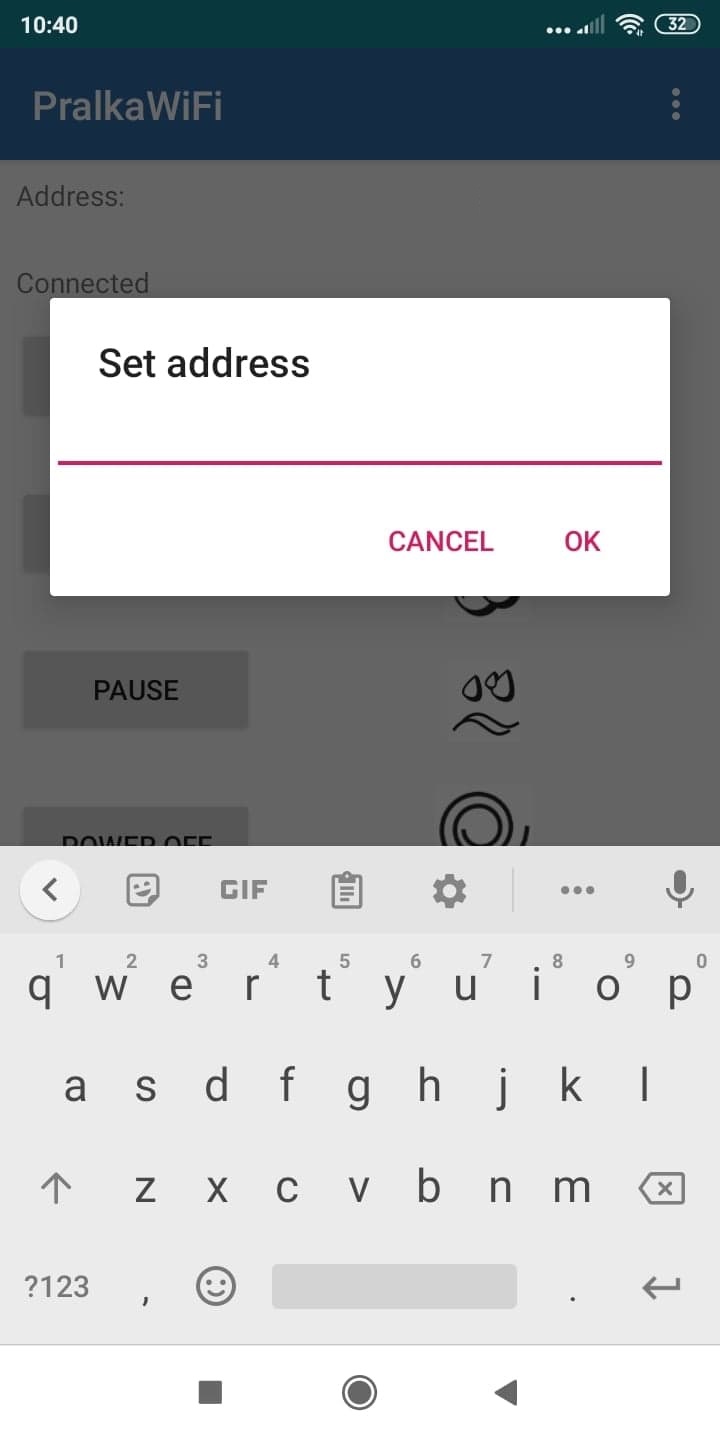 10:40
32
PralkaWiFi
Address:
Connected
Set address
CANCEL OK
PAUSE
POWER OFF
GIF
1 2 3 4 5 6 7 8 9 0
q w e r t y u i o p
a s d f g h j k l
z x c v b n m
?123 , .